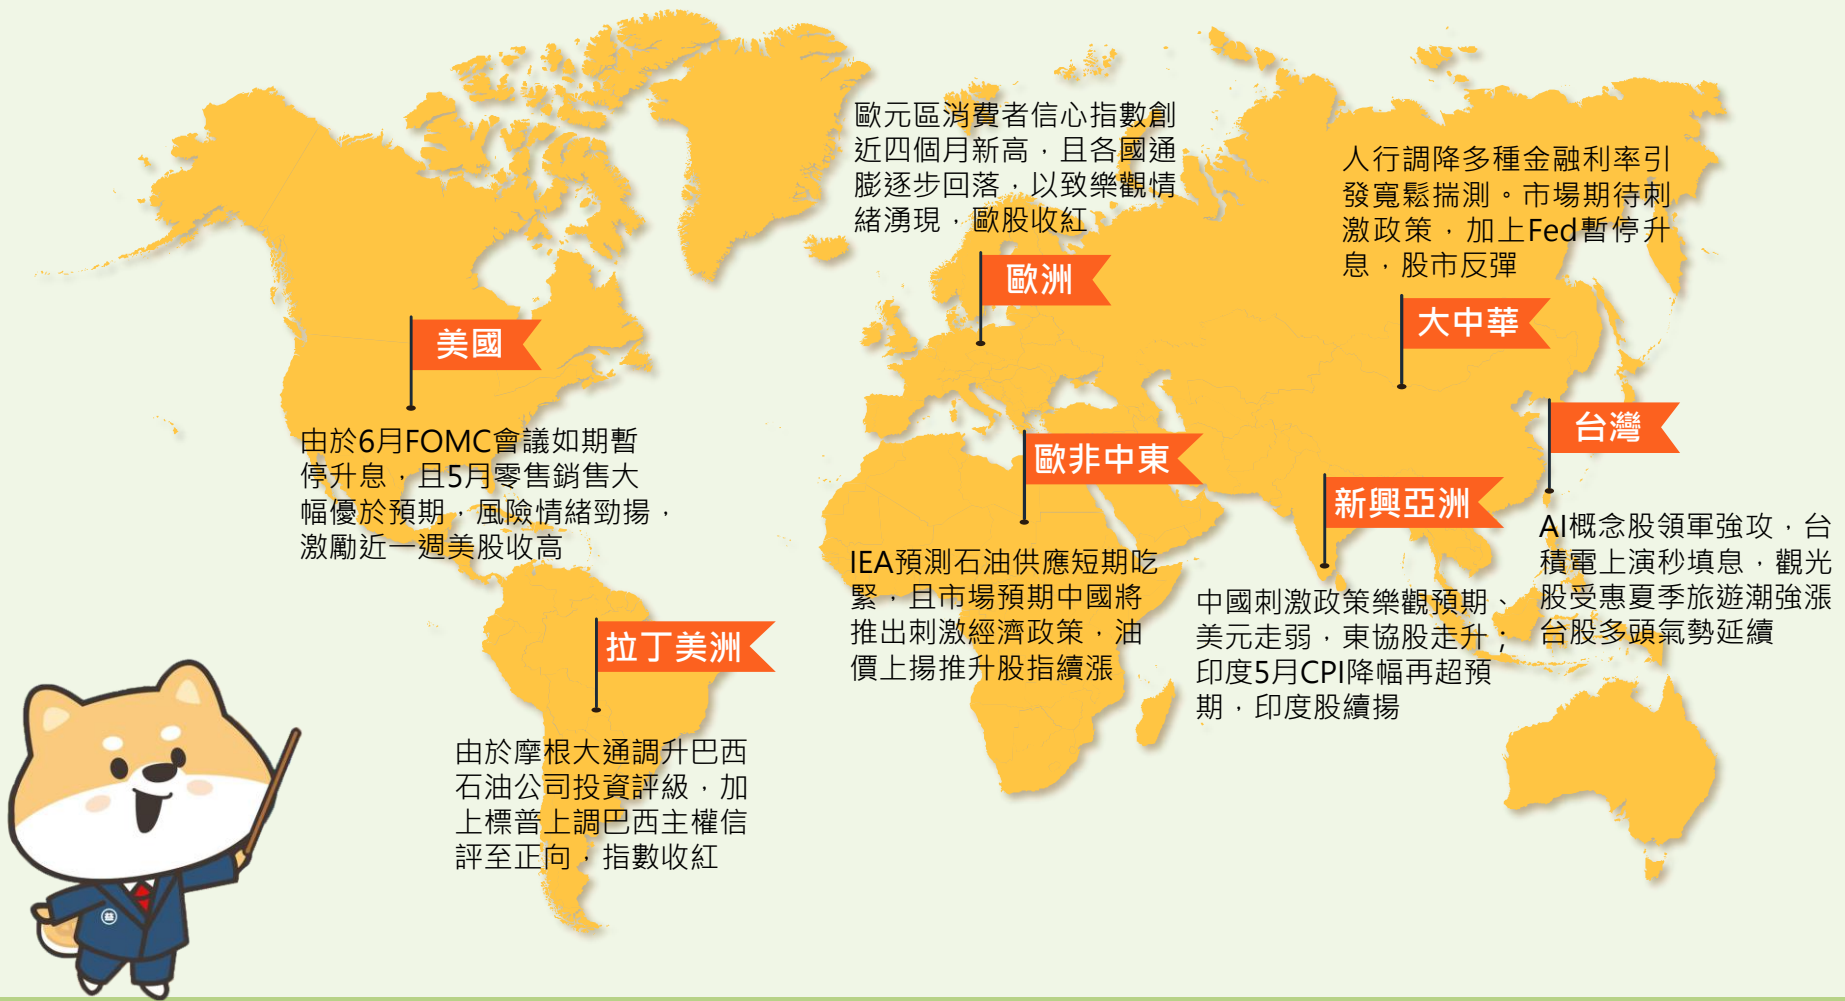 歐元區消費者信心指數創
近四個月新高，且各國通
膨逐步回落，以致樂觀情
緒湧現，歐股收紅
歐洲
人行調降多種金融利率引
發寬鬆揣測。市場期待刺
激政策，加上Fed暫停升
息，股市反彈
大中華
美國
由於6月FOMC會議如期暫
停升息，且5月零售銷售大
幅優於預期，風險情緒勁揚，
激勵近一週美股收高
歐非中東
IEA預測石油供應短期吃
緊，且市場預期中國將
推出刺激經濟政策，油
價上揚推升股指續漲
新興亞洲
中國刺激政策樂觀預期、
美元走弱，東協股走升；
印度5月CPI降幅再超預
期，印度股續揚
台灣
AI概念股領軍強攻，台
積電上演秒填息，觀光
股受惠夏季旅遊潮強漲
台股多頭氣勢延續
拉丁美洲
由於摩根大通調升巴西
石油公司投資評級，加
上標普上調巴西主權信
評至正向，指數收紅